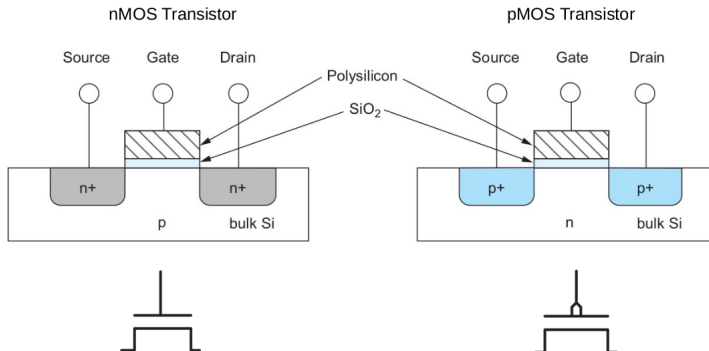 nMOS Transistor
pMOS Transistor
Source Gate Drain
Source Gate Drain
Polysilicon
SiO2
n+ n+
p+ p+
p bulk Si
n bulk Si